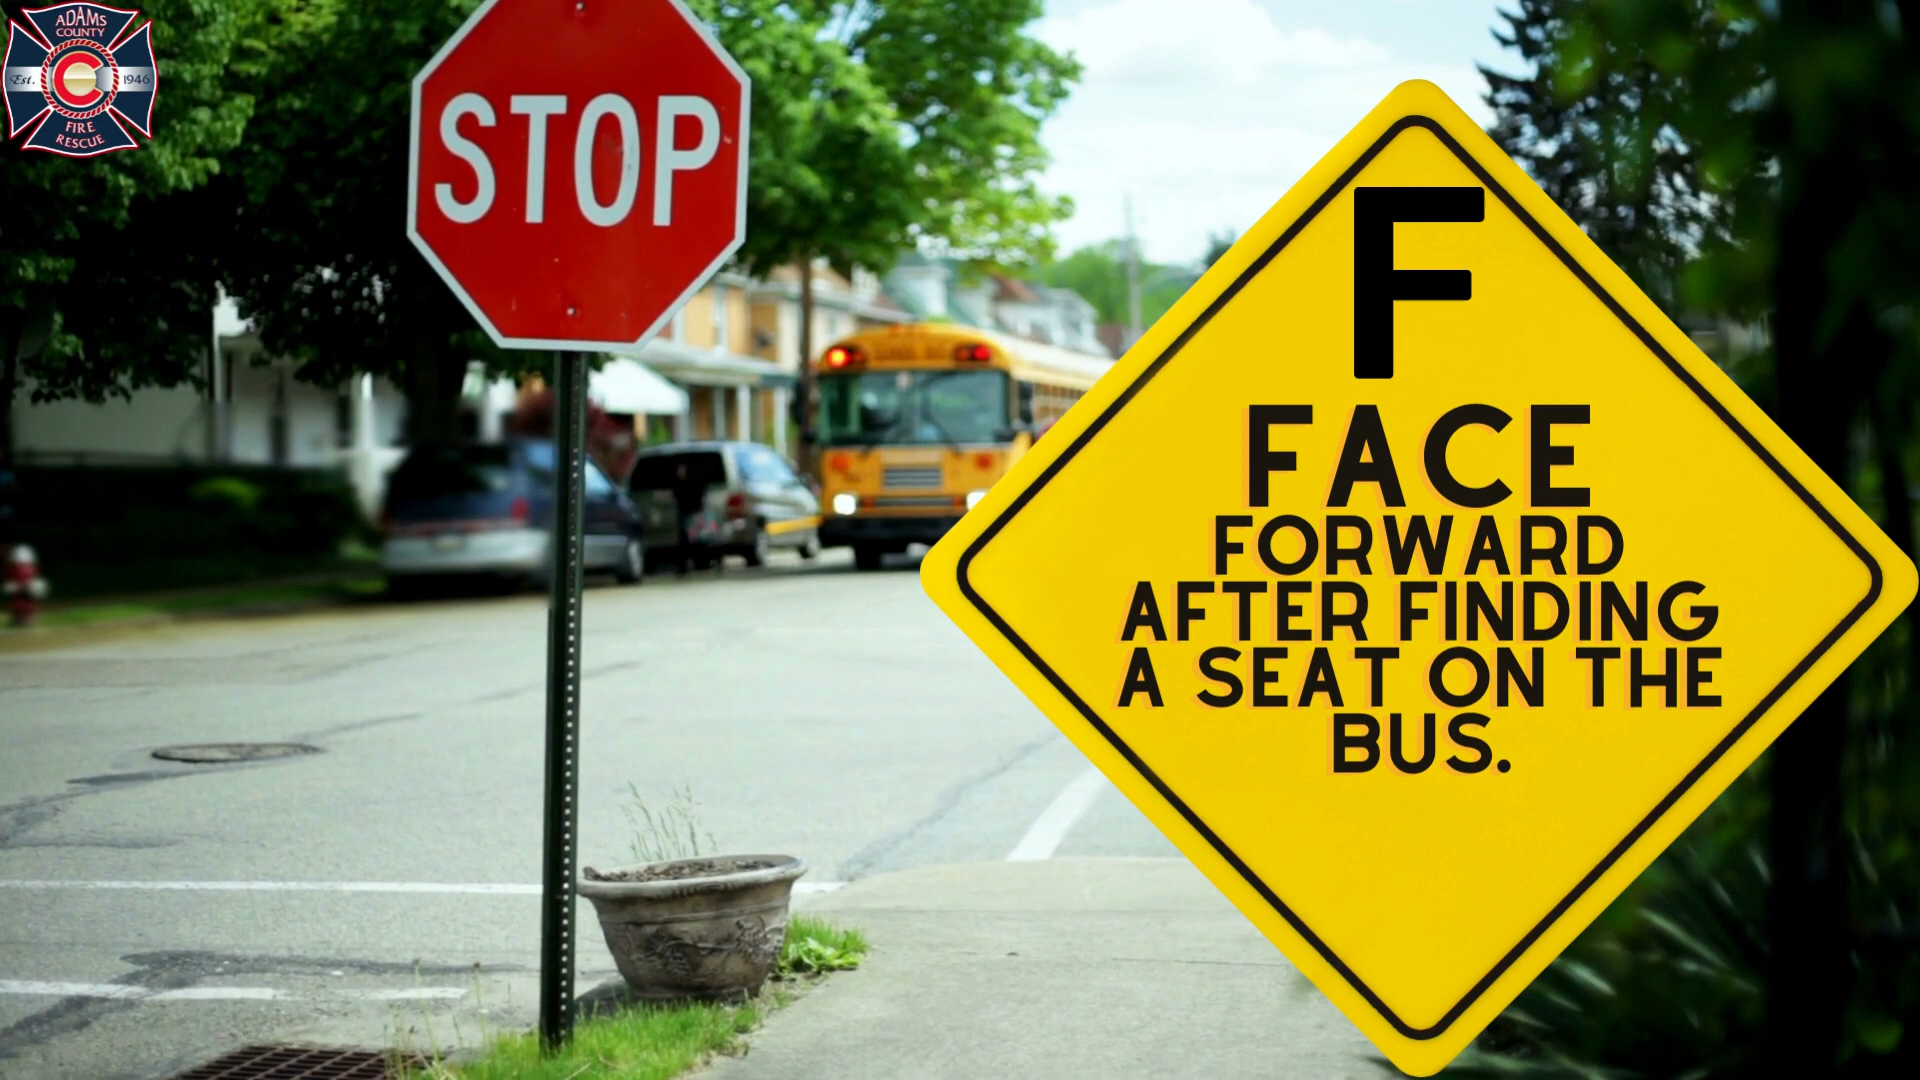 ADAMS
COUNTY
Est. 1946
FIRE
RESCUE
STOP
F
FACE
FORWARD
AFTER FINDING
A SEAT ON THE
BUS.